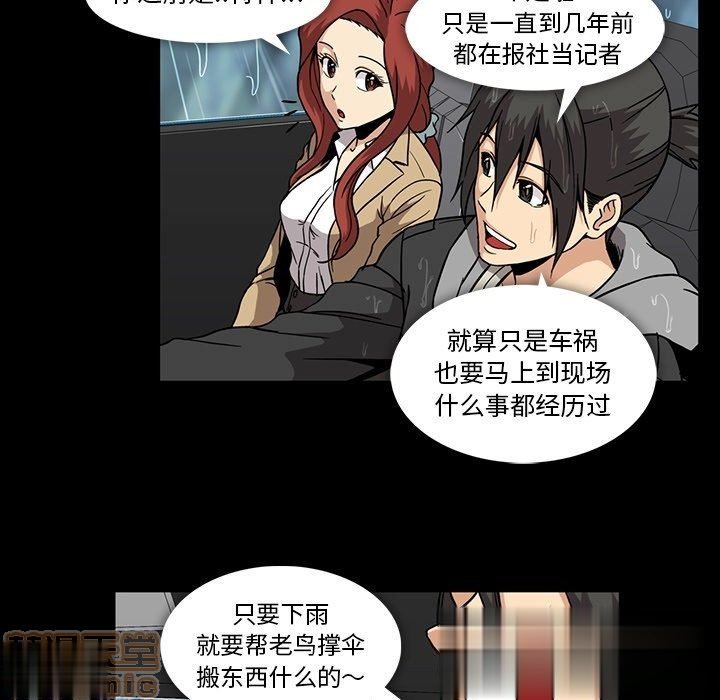 只是一直到几年前
都在报社当记者
就算只是车祸
也要马上到现场
什么事都经历过
只要下雨
就要帮老鸟撑伞
搬东西什么的～